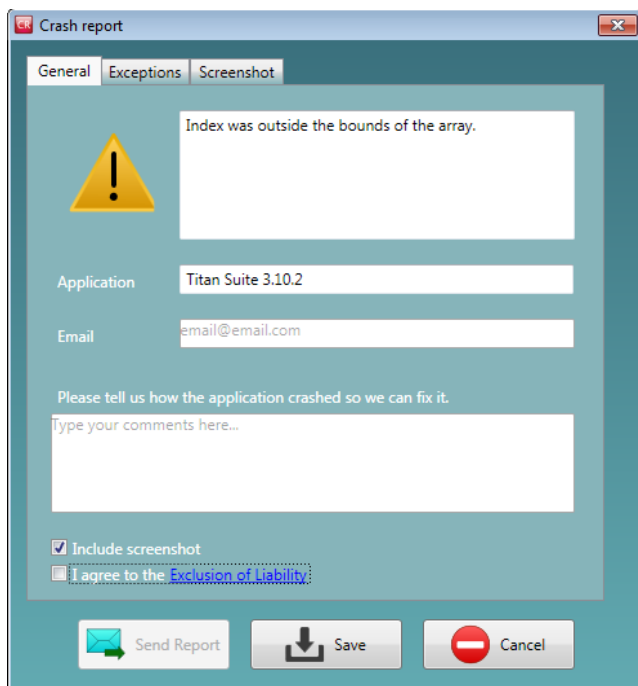 CR Crash report
General Exceptions Screenshot
Index was outside the bounds of the array.
Application Titan Suite 3.10.2
Email email@email.com
Please tell us how the application crashed so we can fix it.
Type your comments here...
Include screenshot
I agree to the Exclusion of Liability
Send Report Save Cancel